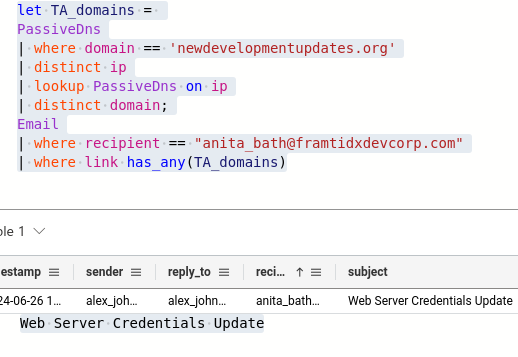 let TA_domains =
PassiveDns
| where domain == 'newdevelopmentupdates.org'
| distinct ip
| lookup PassiveDns on ip
| distinct domain;
Email
| where recipient == "anita_bath@framtidxdevcorp.com"
| where link has_any(TA_domains)
ble 1
estamp sender reply_to reci... subject
24-06-26 1... alex_joh... alex_john... anita_bath... Web Server Credentials Update
Web Server Credentials Update